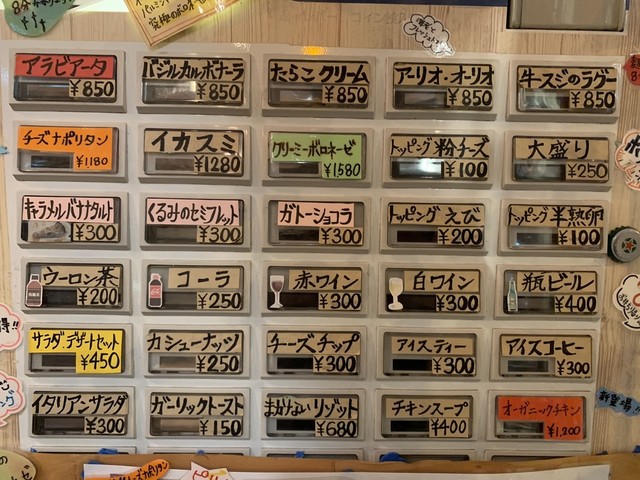 アラビアータ
¥850
バジルカルボナーラ
¥850
たらこクリーム
¥850
アーリオ・オーリオ
¥850
牛スジのラグー
¥850
チーズナポリタン
¥1180
イカスミ
¥1280
クリーミーボロネーゼ
¥1580
トッピング粉チーズ
¥100
大盛り
¥250
キャラメルバナナタルト
¥300
くるみのセミフレット
¥300
ガトーショコラ
¥300
トッピングえび
¥200
トッピング半熟卵
¥100
ウーロン茶
¥200
コーラ
¥250
赤ワイン
¥300
白ワイン
¥300
瓶ビール
¥400
サラダデザートセット
¥450
カシューナッツ
¥250
チーズチップ
¥300
アイスティー
¥300
アイスコーヒー
¥300
イタリアンサラダ
¥300
ガーリックトースト
¥150
まかないリゾット
¥680
チキンスープ
¥400
オーガニックチキン
¥1,200